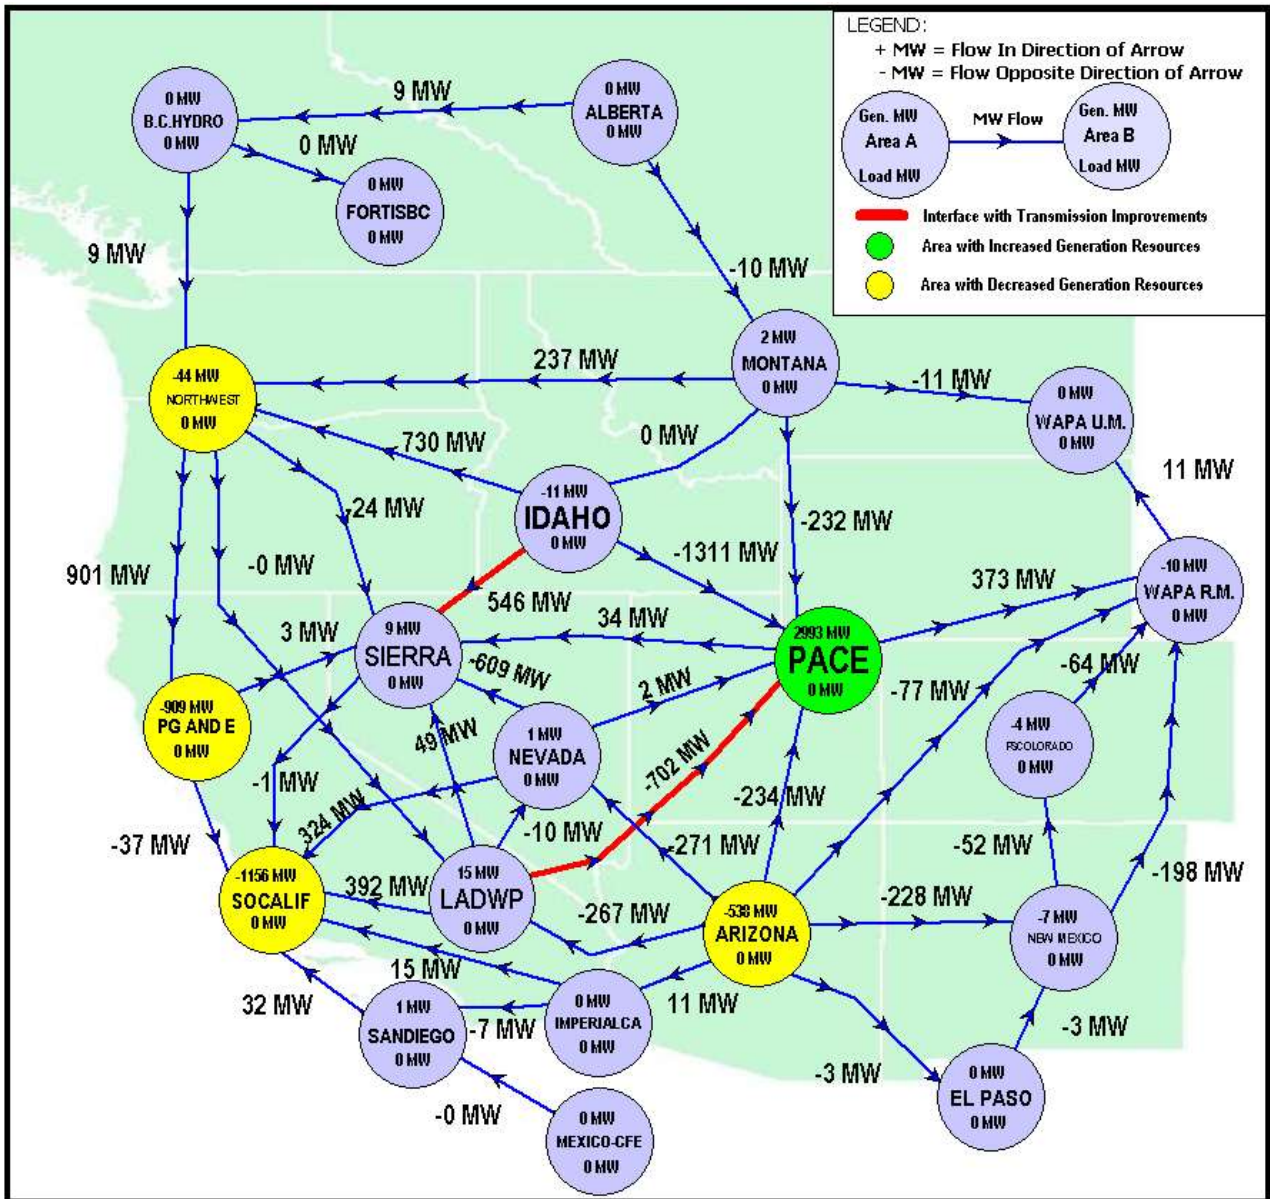 LEGEND:
+ MW = Flow In Direction of Arrow
- MW = Flow Opposite Direction of Arrow
Gen. MW
Area A
Load MW
MW Flow
Gen. MW
Area B
Load MW
Interface with Transmission Improvements
Area with Increased Generation Resources
Area with Decreased Generation Resources
0 MW
B.C.HYDRO
0 MW
9 MW
0 MW
ALBERTA
0 MW
0 MW
0 MW
FORTISBC
0 MW
9 MW
-10 MW
2 MW
MONTANA
0 MW
237 MW
-11 MW
0 MW
WAPA U.M.
0 MW
-44 MW
NORTHWEST
0 MW
730 MW
0 MW
11 MW
-11 MW
IDAHO
0 MW
-24 MW
-232 MW
-1311 MW
901 MW
-0 MW
546 MW
373 MW
-10 MW
WAPA R.M.
0 MW
3 MW
34 MW
9 MW
SIERRA
0 MW
-609 MW
2993 MW
PACE
0 MW
-64 MW
2 MW
-77 MW
-909 MW
PG AND E
0 MW
49 MW
1 MW
NEVADA
0 MW
-702 MW
-4 MW
PSCOLORADO
0 MW
-1 MW
324 MW
-10 MW
-234 MW
-37 MW
-271 MW
-52 MW
-198 MW
-1156 MW
SOCALIF
0 MW
392 MW
15 MW
LADWP
0 MW
-267 MW
-538 MW
ARIZONA
0 MW
-228 MW
-7 MW
NEW MEXICO
0 MW
15 MW
32 MW
1 MW
SANDIEGO
0 MW
-7 MW
0 MW
IMPERIALCA
0 MW
11 MW
-3 MW
-3 MW
0 MW
EL PASO
0 MW
-0 MW
0 MW
MEXICO-CFE
0 MW